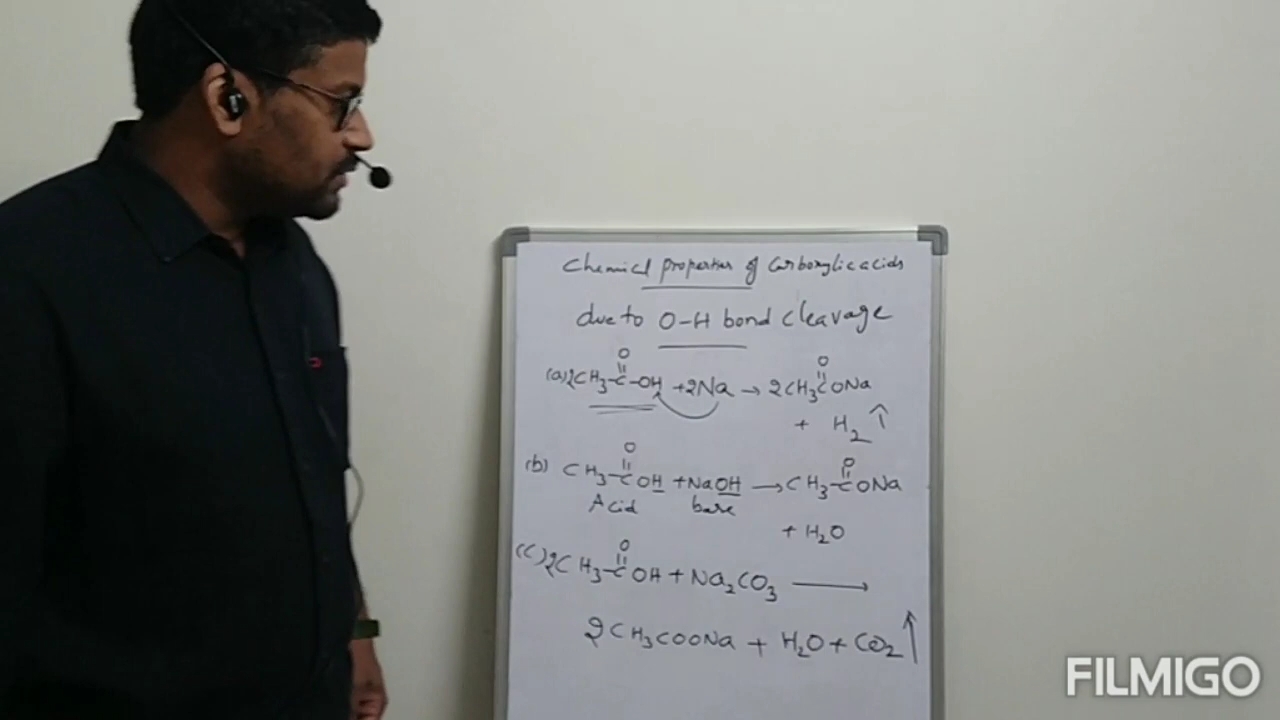 Chemical properties of Carboxylic acids
due to O-H bond cleavage
O O
(a) 2CH3-C-OH + 2Na → 2CH3CONa
+ H2 ↑
O O
(b) CH3-C-OH + NaOH → CH3-C-ONa
Acid base
+ H2O
O
(C) 2CH3-C-OH + Na2CO3 →
2CH3COONa + H2O + CO2 ↑
FILMIGO